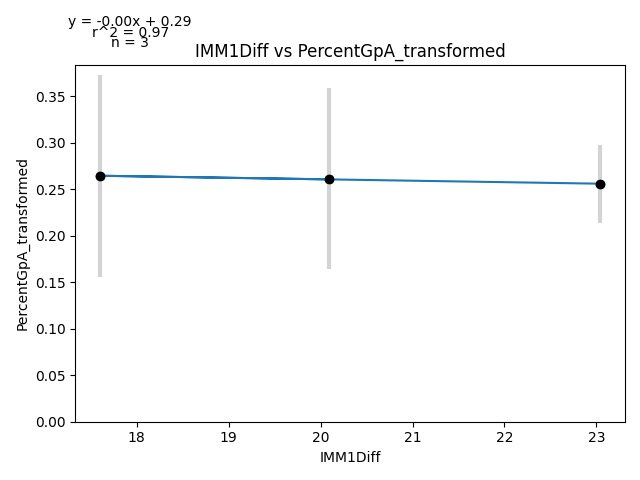 y = -0.00x + 0.29
r^2 = 0.97
n = 3
IMM1Diff vs PercentGpA_transformed
PercentGpA_transformed
0.35
0.30
0.25
0.20
0.15
0.10
0.05
0.00
18 19 20 21 22 23
IMM1Diff